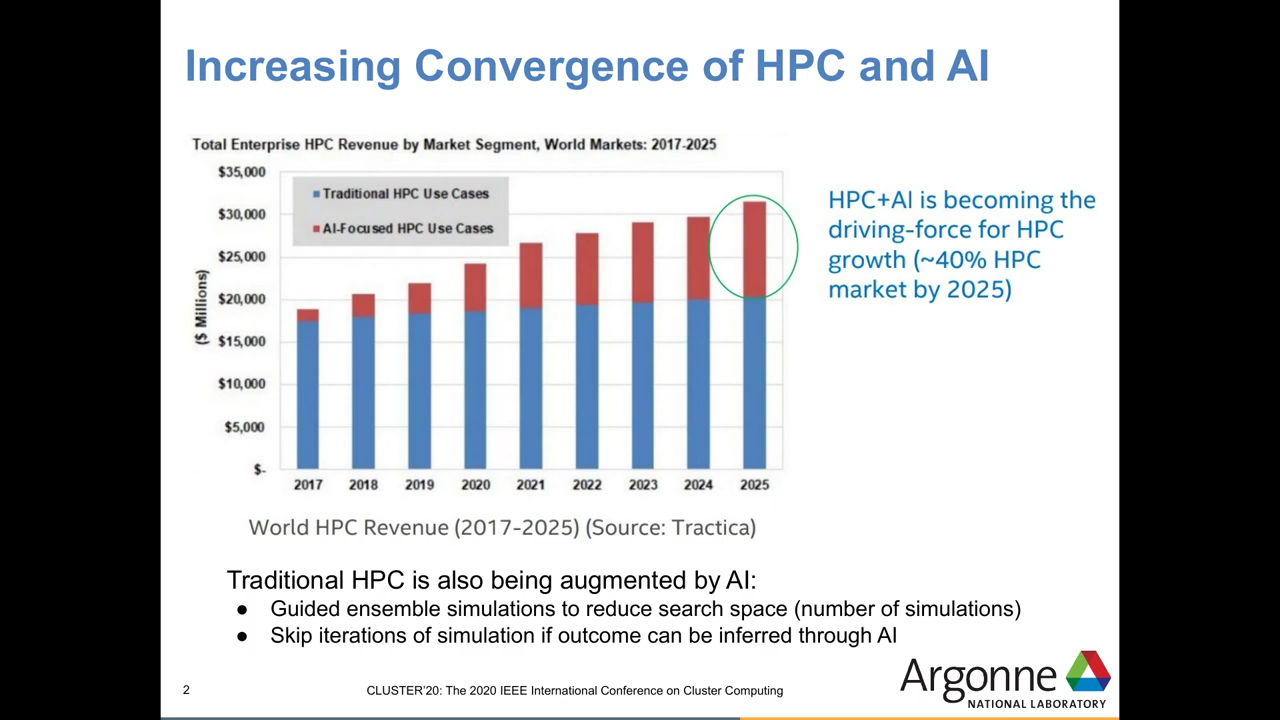 Increasing Convergence of HPC and AI
Total Enterprise HPC Revenue by Market Segment, World Markets: 2017-2025
$35,000
$30,000
$25,000
$20,000
$15,000
$10,000
$5,000
$-
($ Millions)
Traditional HPC Use Cases
AI-Focused HPC Use Cases
2017 2018 2019 2020 2021 2022 2023 2024 2025
HPC+AI is becoming the
driving-force for HPC
growth (~40% HPC
market by 2025)
World HPC Revenue (2017-2025) (Source: Tractica)
Traditional HPC is also being augmented by AI:
● Guided ensemble simulations to reduce search space (number of simulations)
● Skip iterations of simulation if outcome can be inferred through AI
2
CLUSTER'20: The 2020 IEEE International Conference on Cluster Computing
Argonne
NATIONAL LABORATORY